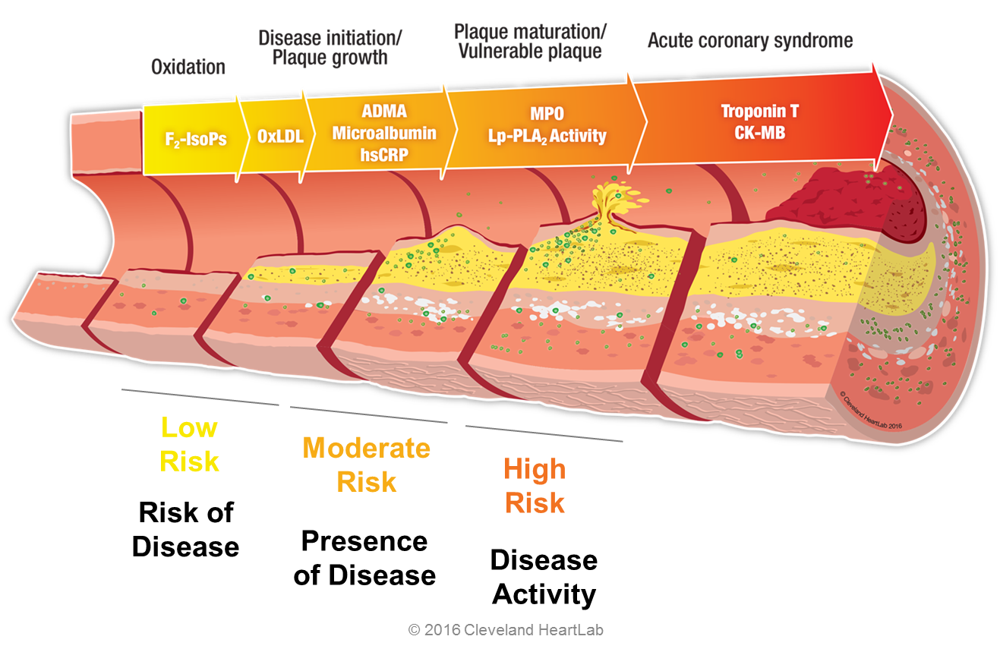 Oxidation
Disease initiation/
Plaque growth
Plaque maturation/
Vulnerable plaque
Acute coronary syndrome
F₂-IsoPs
OxLDL
ADMA
Microalbumin
hsCRP
MPO
Lp-PLA₂ Activity
Troponin T
CK-MB
© Cleveland HeartLab 2016
Low
Risk
Risk of
Disease
Moderate
Risk
Presence
of Disease
High
Risk
Disease
Activity
© 2016 Cleveland HeartLab